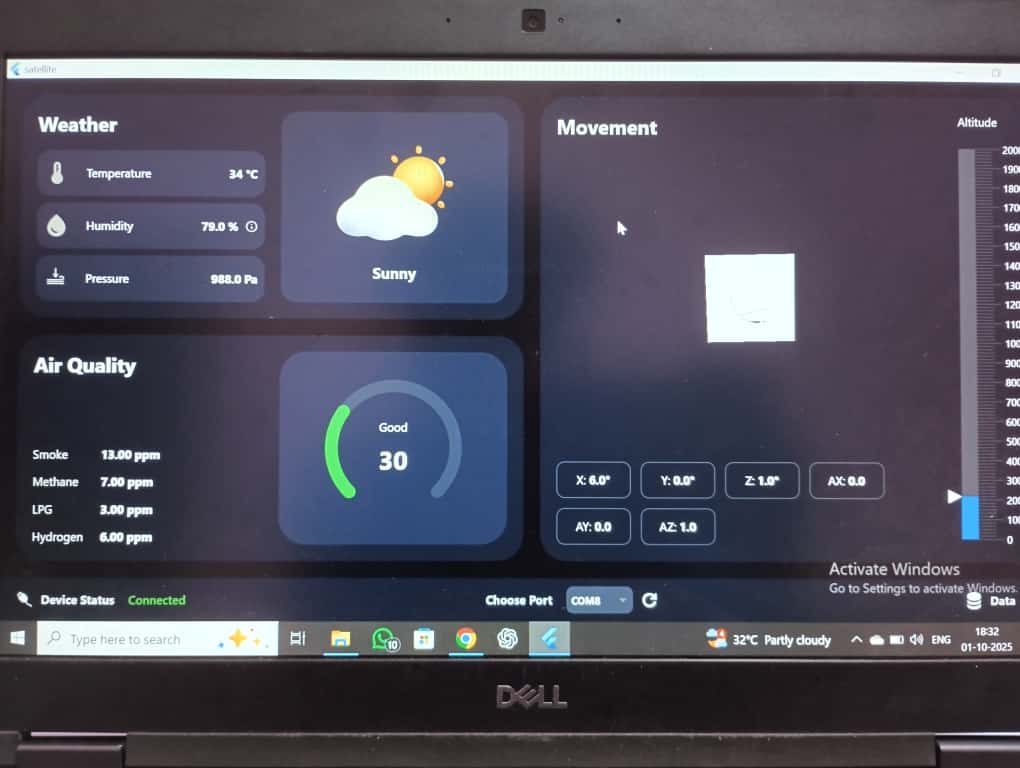 satellite
Weather
Temperature 34 °C
Humidity 79.0 %
Pressure 988.0 Pa
Sunny
Air Quality
Smoke 13.00 ppm
Methane 7.00 ppm
LPG 3.00 ppm
Hydrogen 6.00 ppm
Good
30
Movement
X: 6.0° Y: 0.0° Z: 1.0° AX: 0.0
AY: 0.0 AZ: 1.0
Altitude
2000
1900
1800
1700
1600
1500
1400
1300
1200
1100
1000
900
800
700
600
500
400
300
200
100
0
Activate Windows
Go to Settings to activate Windows.
Device Status Connected
Choose Port COM8
Data
Type here to search
10
32°C Partly cloudy
ENG
18:32
01-10-2025
DELL